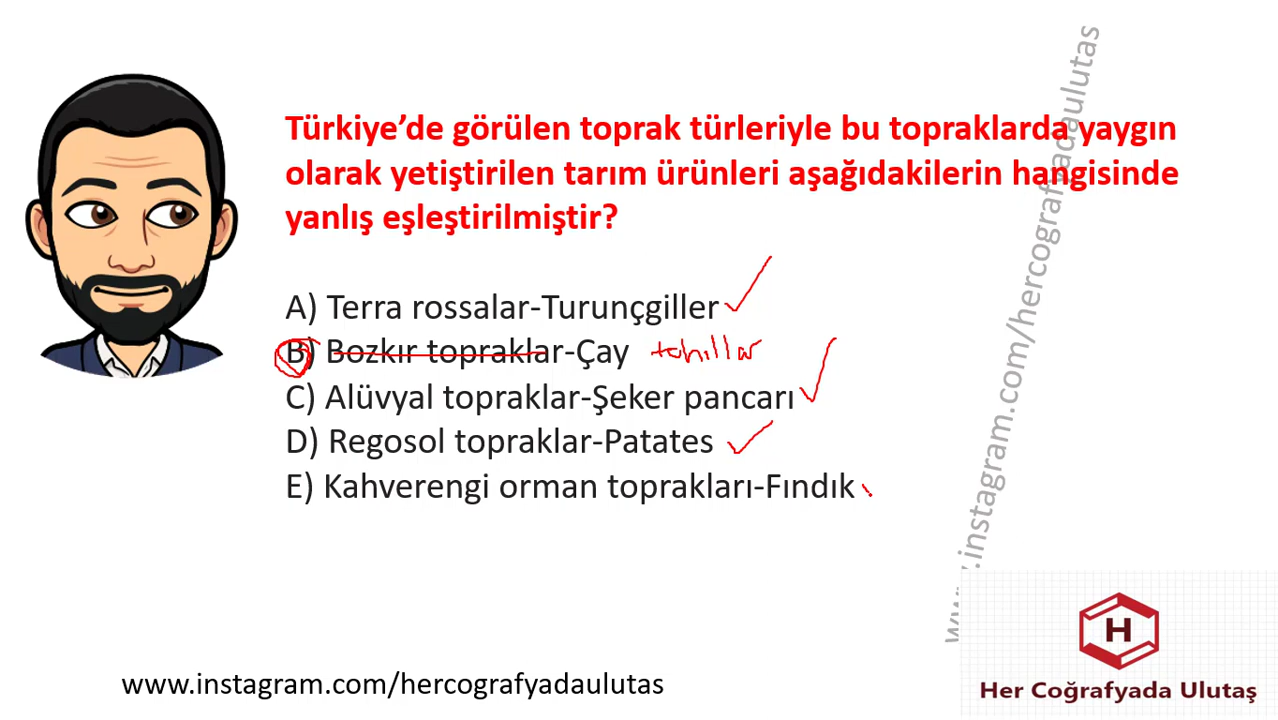 Türkiye'de görülen toprak türleriyle bu topraklarda yaygın
olarak yetiştirilen tarım ürünleri aşağıdakilerin hangisinde
yanlış eşleştirilmiştir?
A) Terra rossalar-Turunçgiller
B) Bozkır topraklar-Çay tahıllar
C) Alüvyal topraklar-Şeker pancarı
D) Regosol topraklar-Patates
E) Kahverengi orman toprakları-Fındık
www.instagram.com/hercografyadaulutas
H
Her Coğrafyada Ulutaş
www.instagram.com/hercografyadaulutas